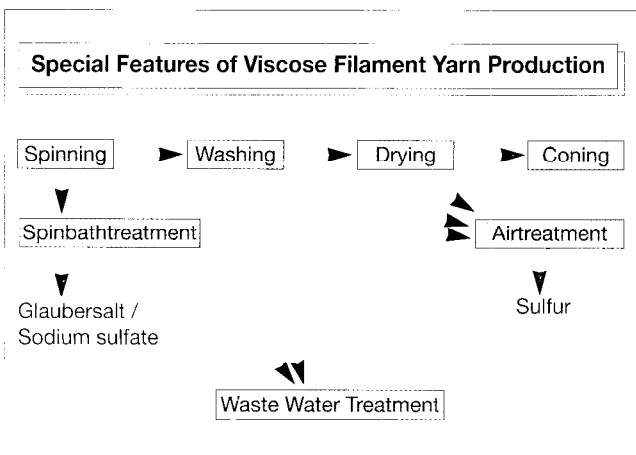 Special Features of Viscose Filament Yarn Production
Spinning Washing Drying Coning
Spinbathtreatment Airtreatment
Glaubersalt / Sulfur
Sodium sulfate
Waste Water Treatment